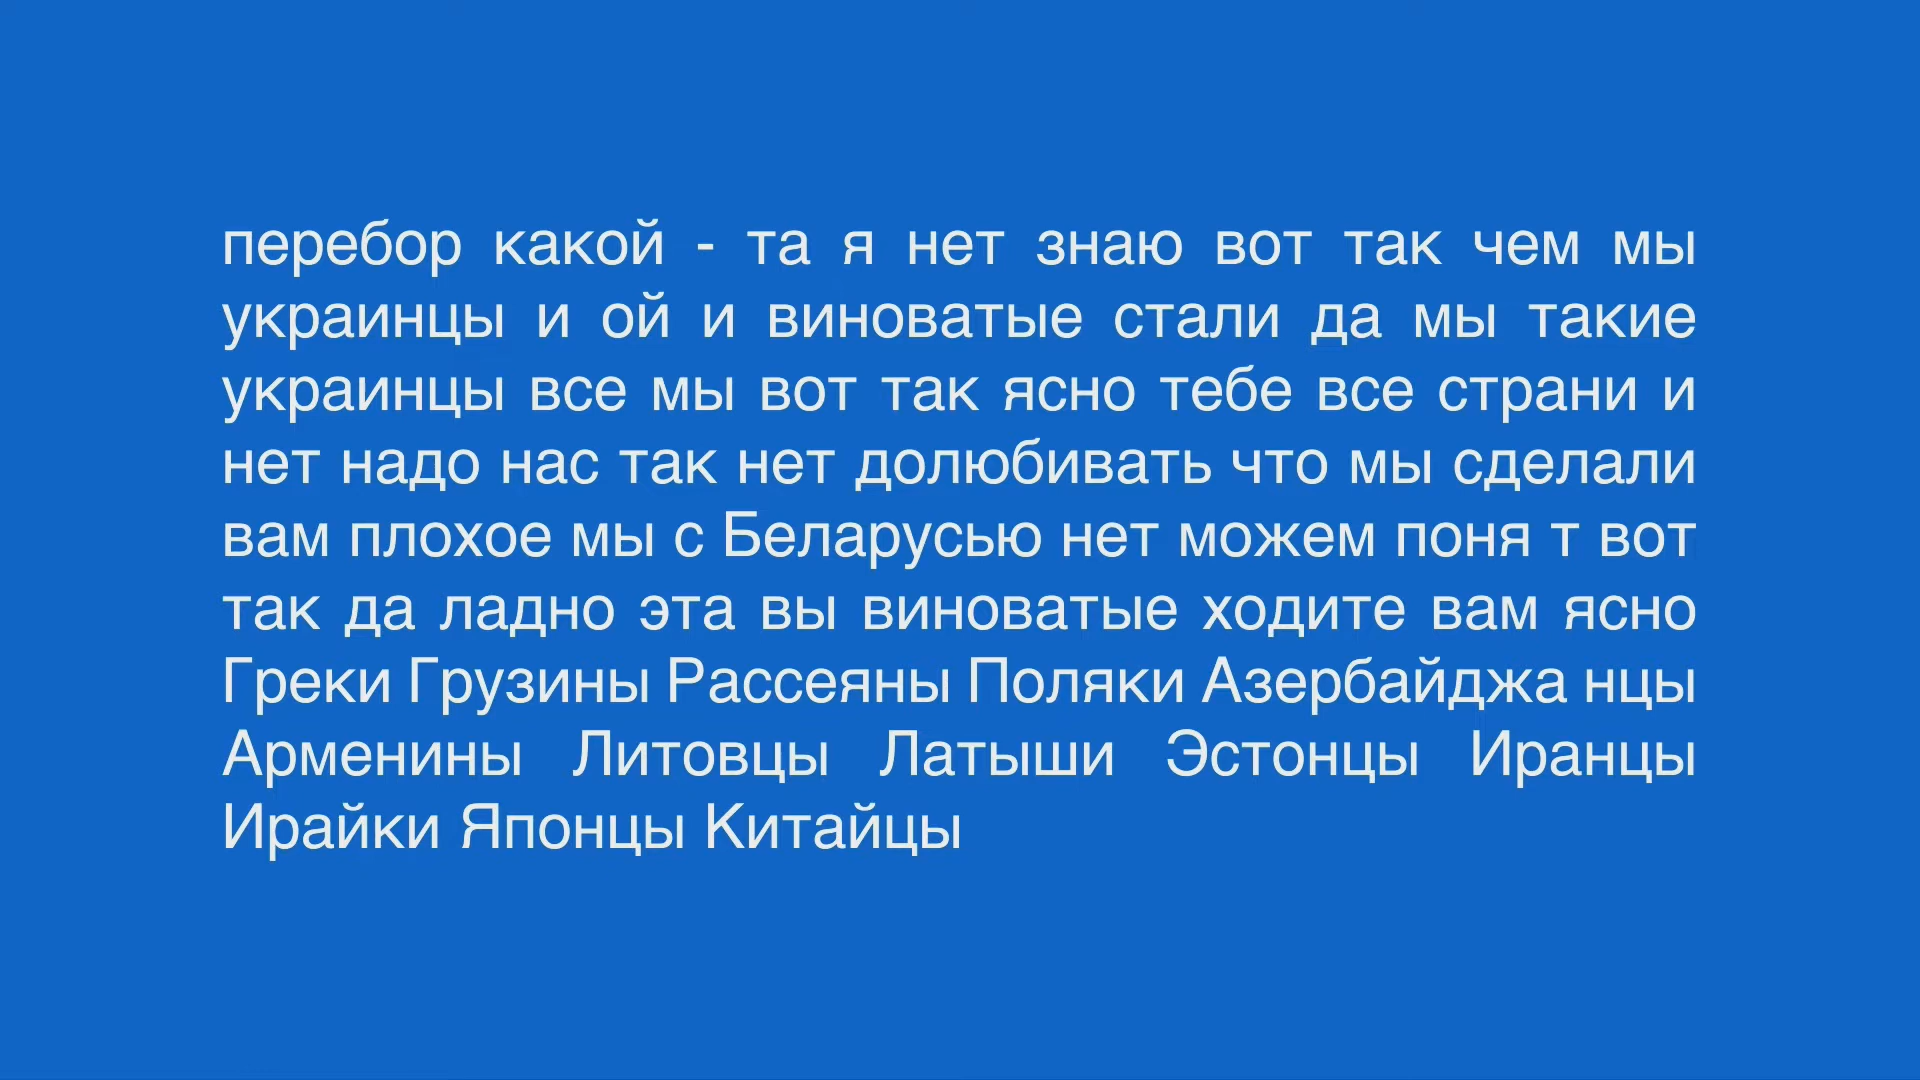 перебор какой - та я нет знаю вот так чем мы
украинцы и ой и виноватые стали да мы такие
украинцы все мы вот так ясно тебе все страни и
нет надо нас так нет долюбивать что мы сделали
вам плохое мы с Беларусью нет можем поня т вот
так да ладно эта вы виноватые ходите вам ясно
Греки Грузины Рассеяны Поляки Азербайджа нцы
Арменины Литовцы Латыши Эстонцы Иранцы
Ирайки Японцы Китайцы